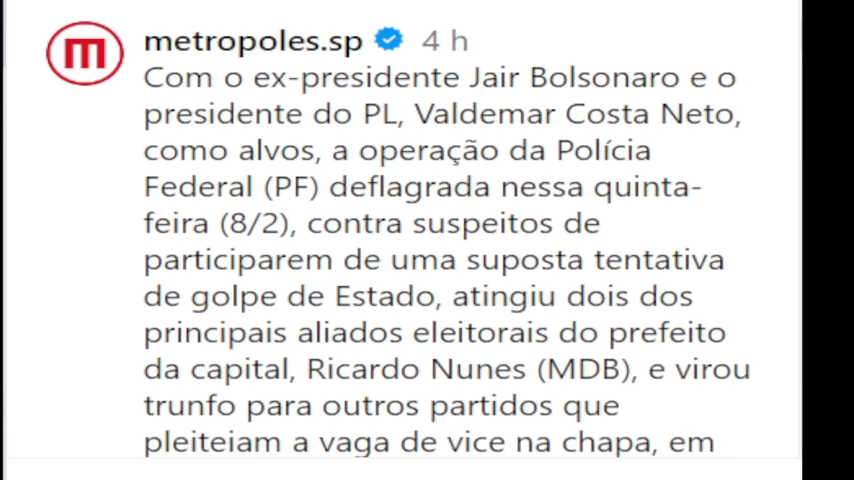 m
metropoles.sp 4 h
Com o ex-presidente Jair Bolsonaro e o
presidente do PL, Valdemar Costa Neto,
como alvos, a operação da Polícia
Federal (PF) deflagrada nessa quinta-
feira (8/2), contra suspeitos de
participarem de uma suposta tentativa
de golpe de Estado, atingiu dois dos
principais aliados eleitorais do prefeito
da capital, Ricardo Nunes (MDB), e virou
trunfo para outros partidos que
pleiteiam a vaga de vice na chapa, em